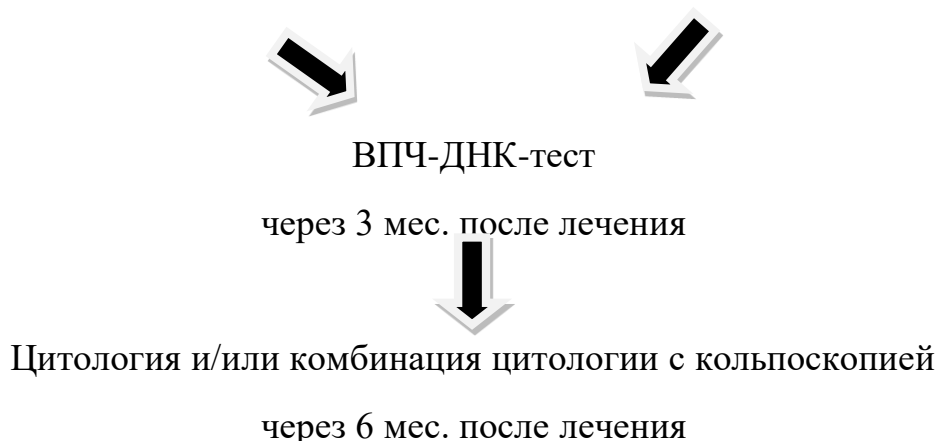 ВПЧ-ДНК-тест
через 3 мес. после лечения
Цитология и/или комбинация цитологии с кольпоскопией
через 6 мес. после лечения